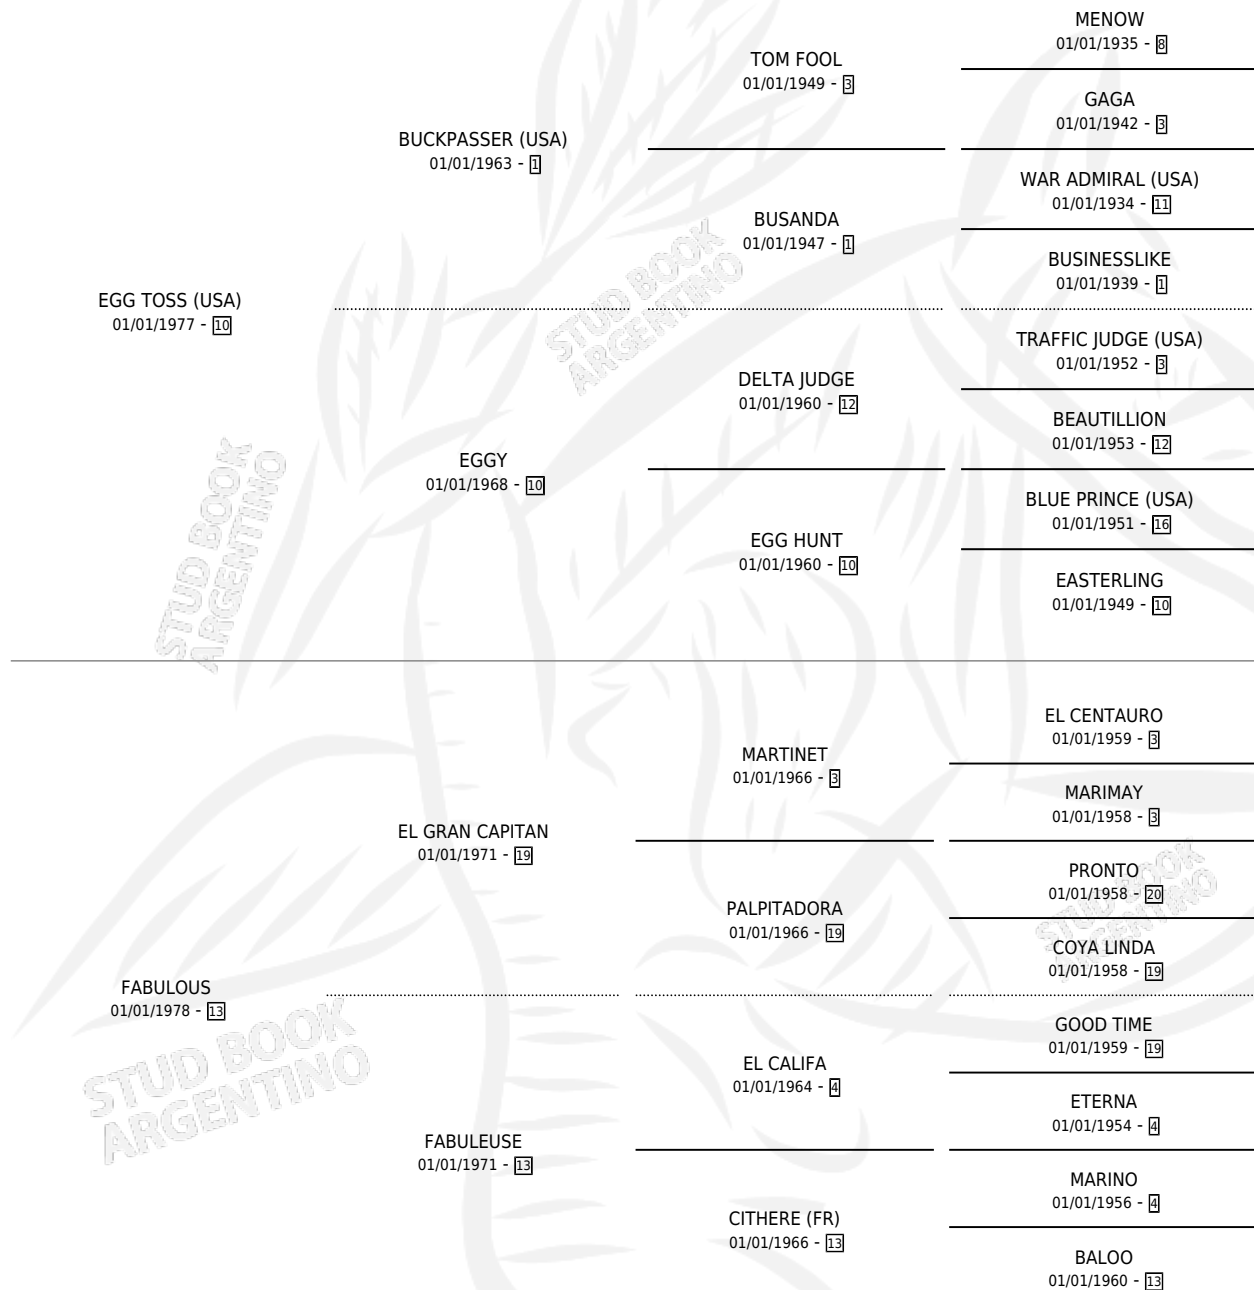 MENOW
01/01/1935 - 8
TOM FOOL
01/01/1949 - 3
GAGA
01/01/1942 - 3
BUCKPASSER (USA)
01/01/1963 - 1
WAR ADMIRAL (USA)
01/01/1934 - 11
BUSANDA
01/01/1947 - 1
BUSINESSLIKE
01/01/1939 - 1
EGG TOSS (USA)
01/01/1977 - 10
TRAFFIC JUDGE (USA)
01/01/1952 - 3
DELTA JUDGE
01/01/1960 - 12
BEAUTILLION
01/01/1953 - 12
EGGY
01/01/1968 - 10
BLUE PRINCE (USA)
01/01/1951 - 16
EGG HUNT
01/01/1960 - 10
EASTERLING
01/01/1949 - 10
EL CENTAURO
01/01/1959 - 3
MARTINET
01/01/1966 - 3
MARIMAY
01/01/1958 - 3
EL GRAN CAPITAN
01/01/1971 - 19
PRONTO
01/01/1958 - 20
PALPITADORA
01/01/1966 - 19
COYA LINDA
01/01/1958 - 19
FABULOUS
01/01/1978 - 13
GOOD TIME
01/01/1959 - 19
EL CALIFA
01/01/1964 - 4
ETERNA
01/01/1954 - 4
FABULEUSE
01/01/1971 - 13
MARINO
01/01/1956 - 4
CITHERE (FR)
01/01/1966 - 13
BALOO
01/01/1960 - 13
STUD BOOK
ARGENTINO
STUD BOOK
ARGENTINO
STUD BOOK
ARGENTINO
STUD BOOK
ARGENTINO